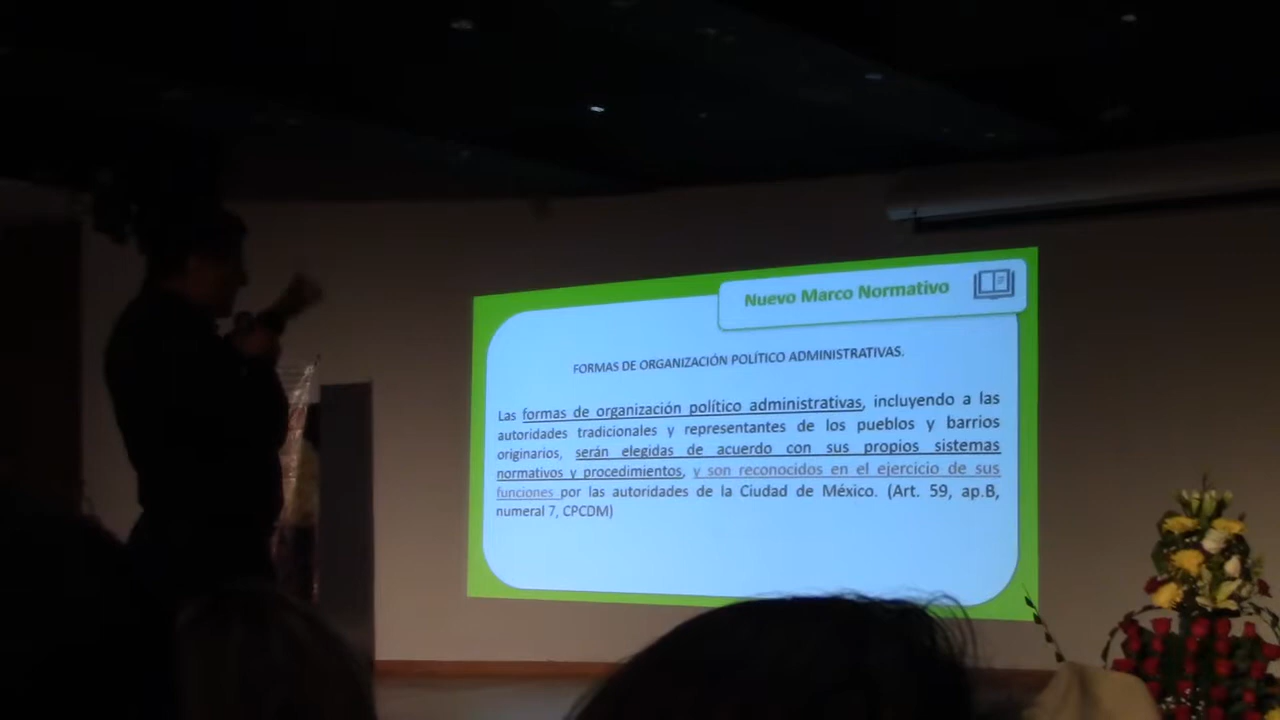 Nuevo Marco Normativo
FORMAS DE ORGANIZACIÓN POLÍTICO ADMINISTRATIVAS.
Las formas de organización político administrativas, incluyendo a las
autoridades tradicionales y representantes de los pueblos y barrios
originarios, serán elegidas de acuerdo con sus propios sistemas
normativos y procedimientos, y son reconocidos en el ejercicio de sus
funciones por las autoridades de la Ciudad de México. (Art. 59, ap.B,
numeral 7, CPCDM)